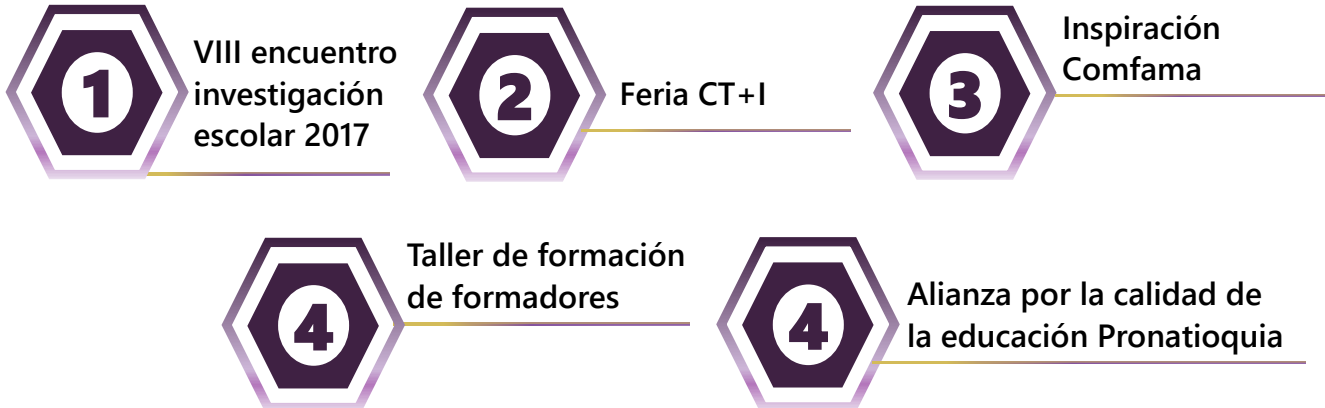 1
VIII encuentro
investigación
escolar 2017
2
Feria CT+I
3
Inspiración
Comfama
4
Taller de formación
de formadores
4
Alianza por la calidad de
la educación Pronatioquia